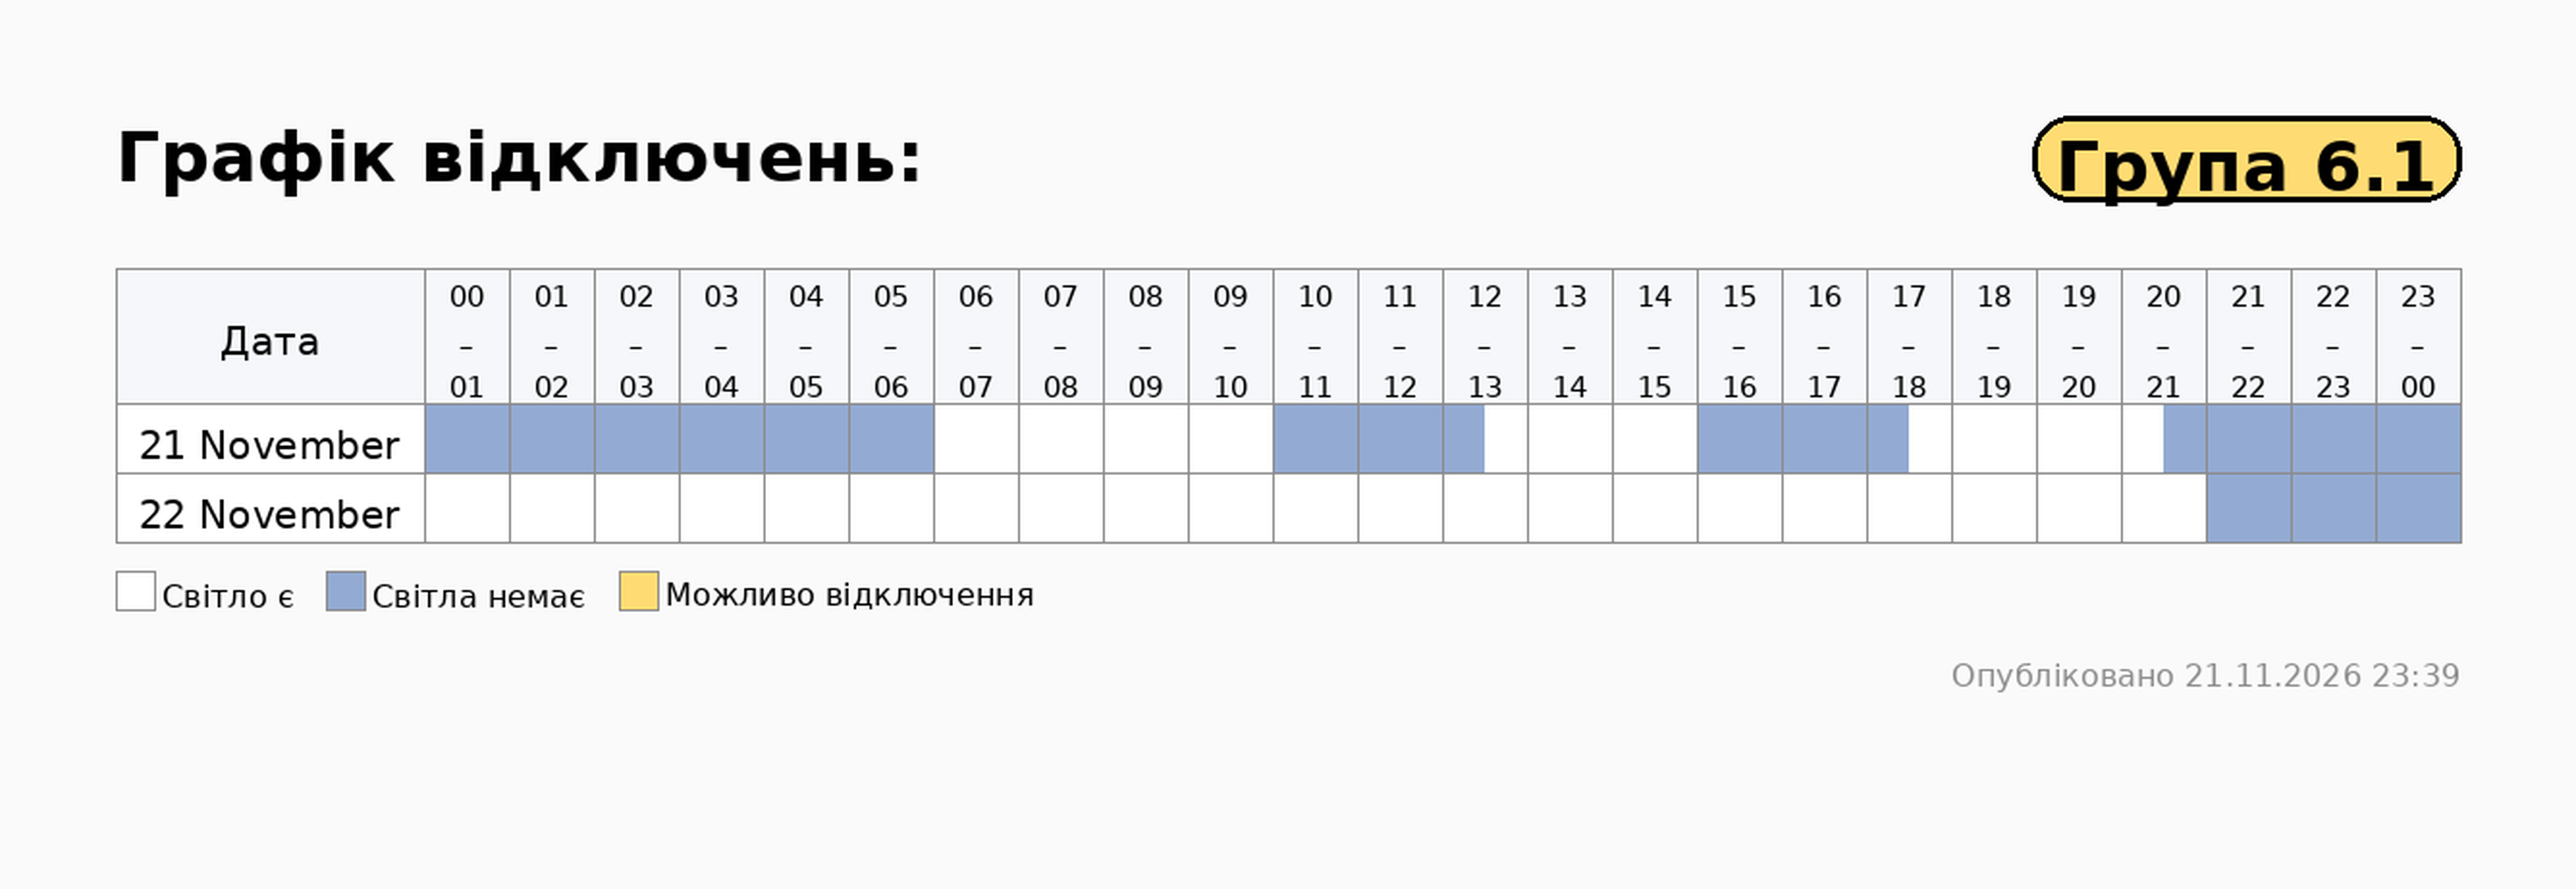 Графік відключень:
Група 6.1
Дата
00 – 01
01 – 02
02 – 03
03 – 04
04 – 05
05 – 06
06 – 07
07 – 08
08 – 09
09 – 10
10 – 11
11 – 12
12 – 13
13 – 14
14 – 15
15 – 16
16 – 17
17 – 18
18 – 19
19 – 20
20 – 21
21 – 22
22 – 23
23 – 00
21 November
22 November
Світло є
Світла немає
Можливо відключення
Опубліковано 21.11.2026 23:39